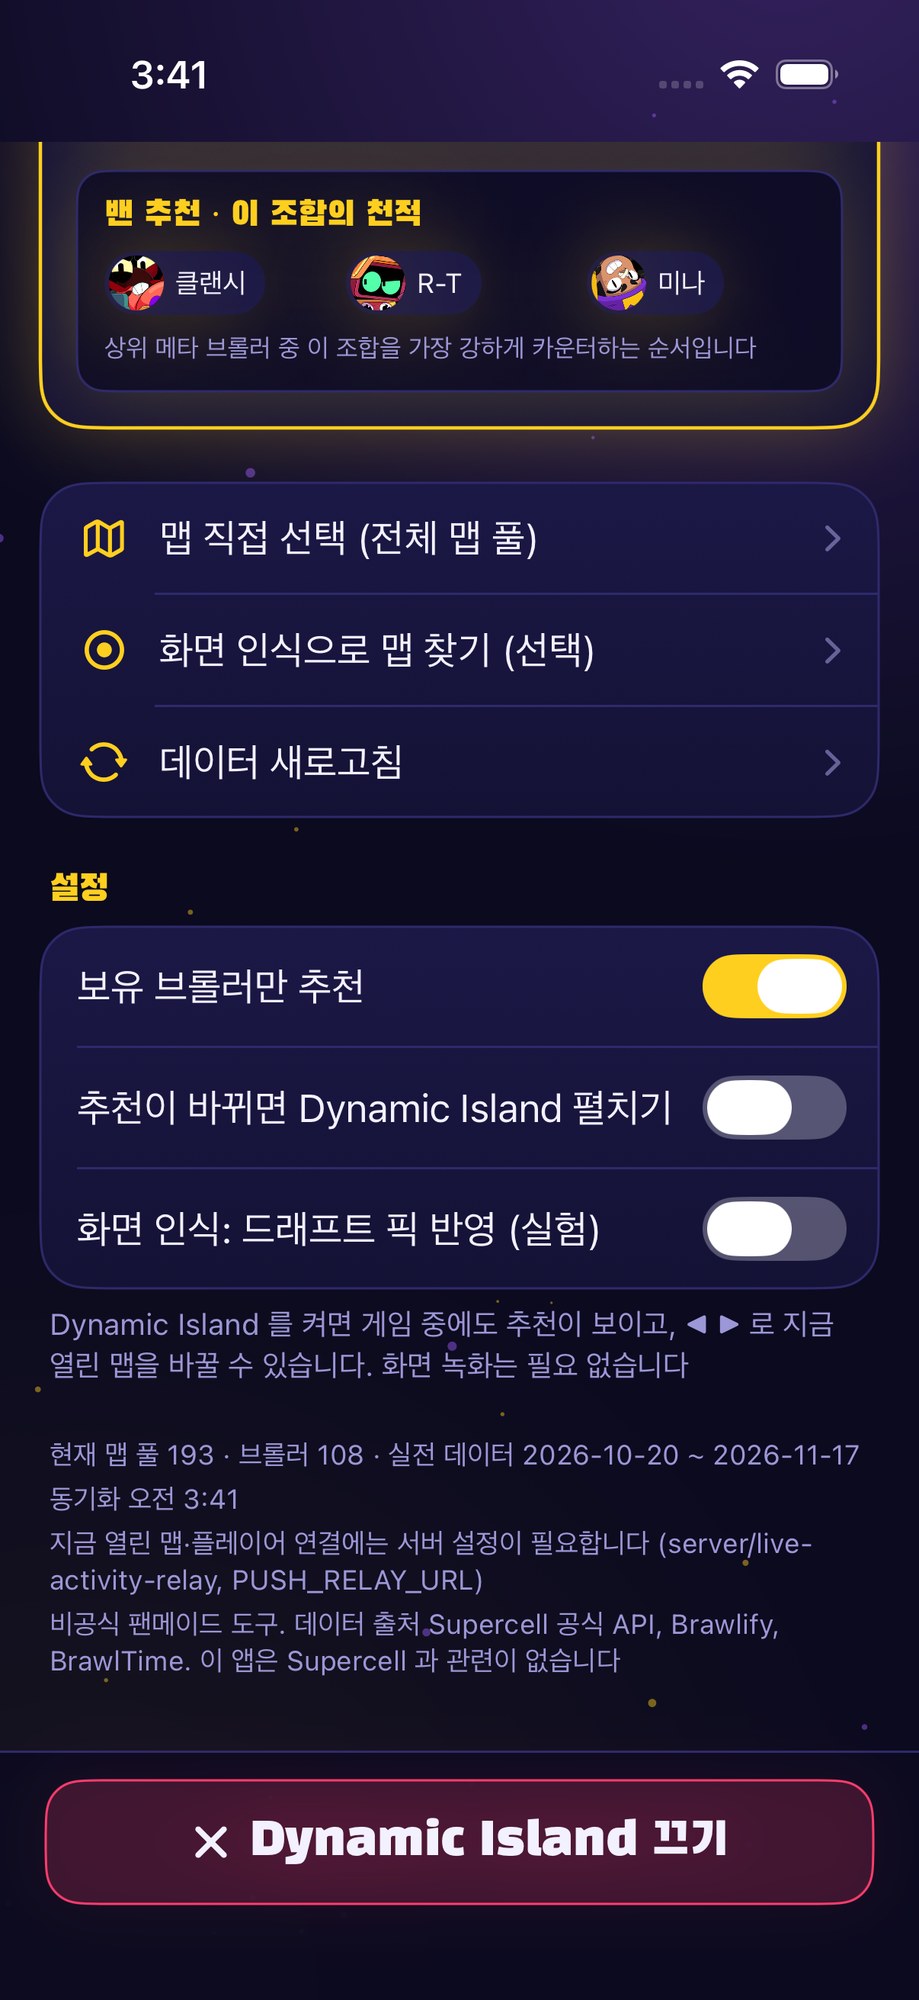 3:41
밴 추천 · 이 조합의 천적
클랜시
R-T
미나
상위 메타 브롤러 중 이 조합을 가장 강하게 카운터하는 순서입니다
맵 직접 선택 (전체 맵 풀)
화면 인식으로 맵 찾기 (선택)
데이터 새로고침
설정
보유 브롤러만 추천
추천이 바뀌면 Dynamic Island 펼치기
화면 인식: 드래프트 픽 반영 (실험)
Dynamic Island 를 켜면 게임 중에도 추천이 보이고, ◀ ▶ 로 지금
열린 맵을 바꿀 수 있습니다. 화면 녹화는 필요 없습니다
현재 맵 풀 193 · 브롤러 108 · 실전 데이터 2026-10-20 ~ 2026-11-17
동기화 오전 3:41
지금 열린 맵·플레이어 연결에는 서버 설정이 필요합니다 (server/live-
activity-relay, PUSH_RELAY_URL)
비공식 팬메이드 도구. 데이터 출처 Supercell 공식 API, Brawlify,
BrawlTime. 이 앱은 Supercell 과 관련이 없습니다
Dynamic Island 끄기